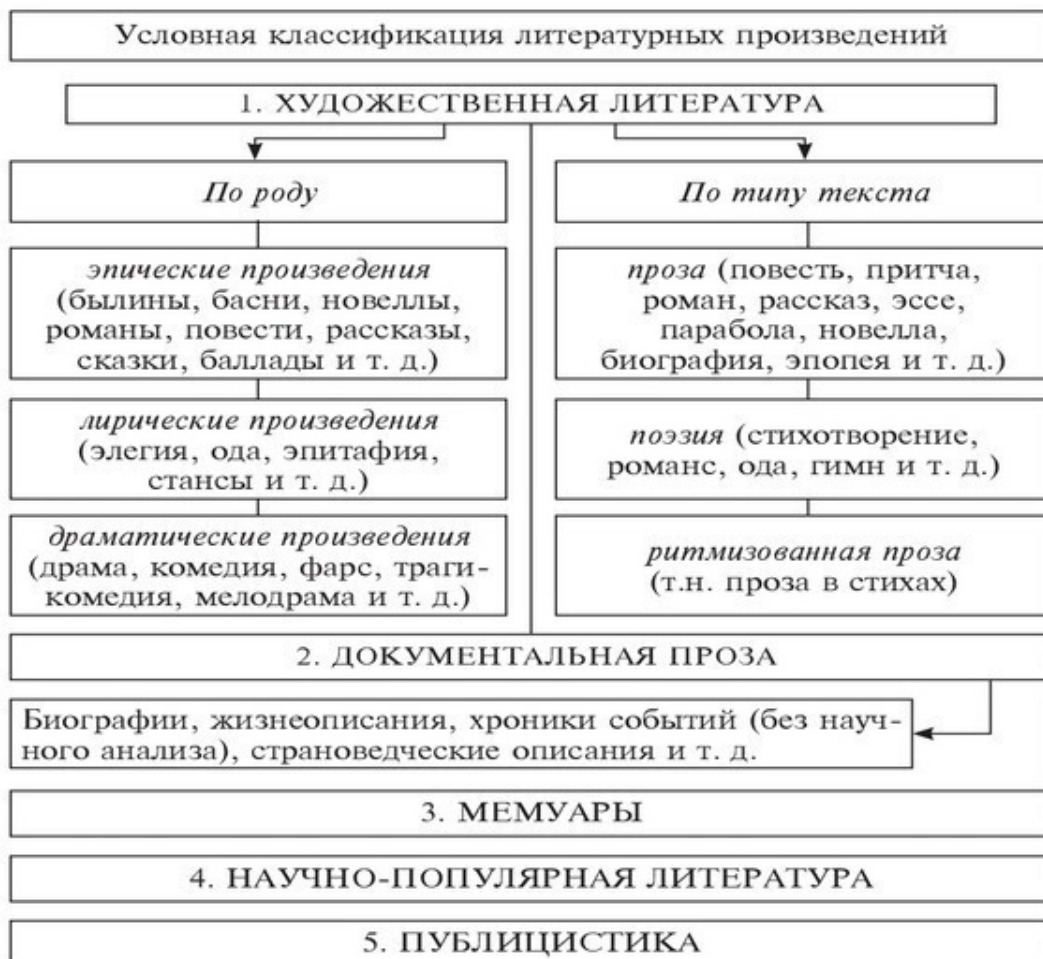 Условная классификация литературных произведений
1. ХУДОЖЕСТВЕННАЯ ЛИТЕРАТУРА
По роду
эпические произведения
(былины, басни, новеллы,
романы, повести, рассказы,
сказки, баллады и т. д.)
лирические произведения
(элегия, ода, эпитафия,
стансы и т. д.)
драматические произведения
(драма, комедия, фарс, траги-
комедия, мелодрама и т. д.)
По типу текста
проза (повесть, притча,
роман, рассказ, эссе,
парабола, новелла,
биография, эпопея и т. д.)
поэзия (стихотворение,
романс, ода, гимн и т. д.)
ритмизованная проза
(т.н. проза в стихах)
2. ДОКУМЕНТАЛЬНАЯ ПРОЗА
Биографии, жизнеописания, хроники событий (без науч-
ного анализа), страноведческие описания и т. д.
3. МЕМУАРЫ
4. НАУЧНО-ПОПУЛЯРНАЯ ЛИТЕРАТУРА
5. ПУБЛИЦИСТИКА